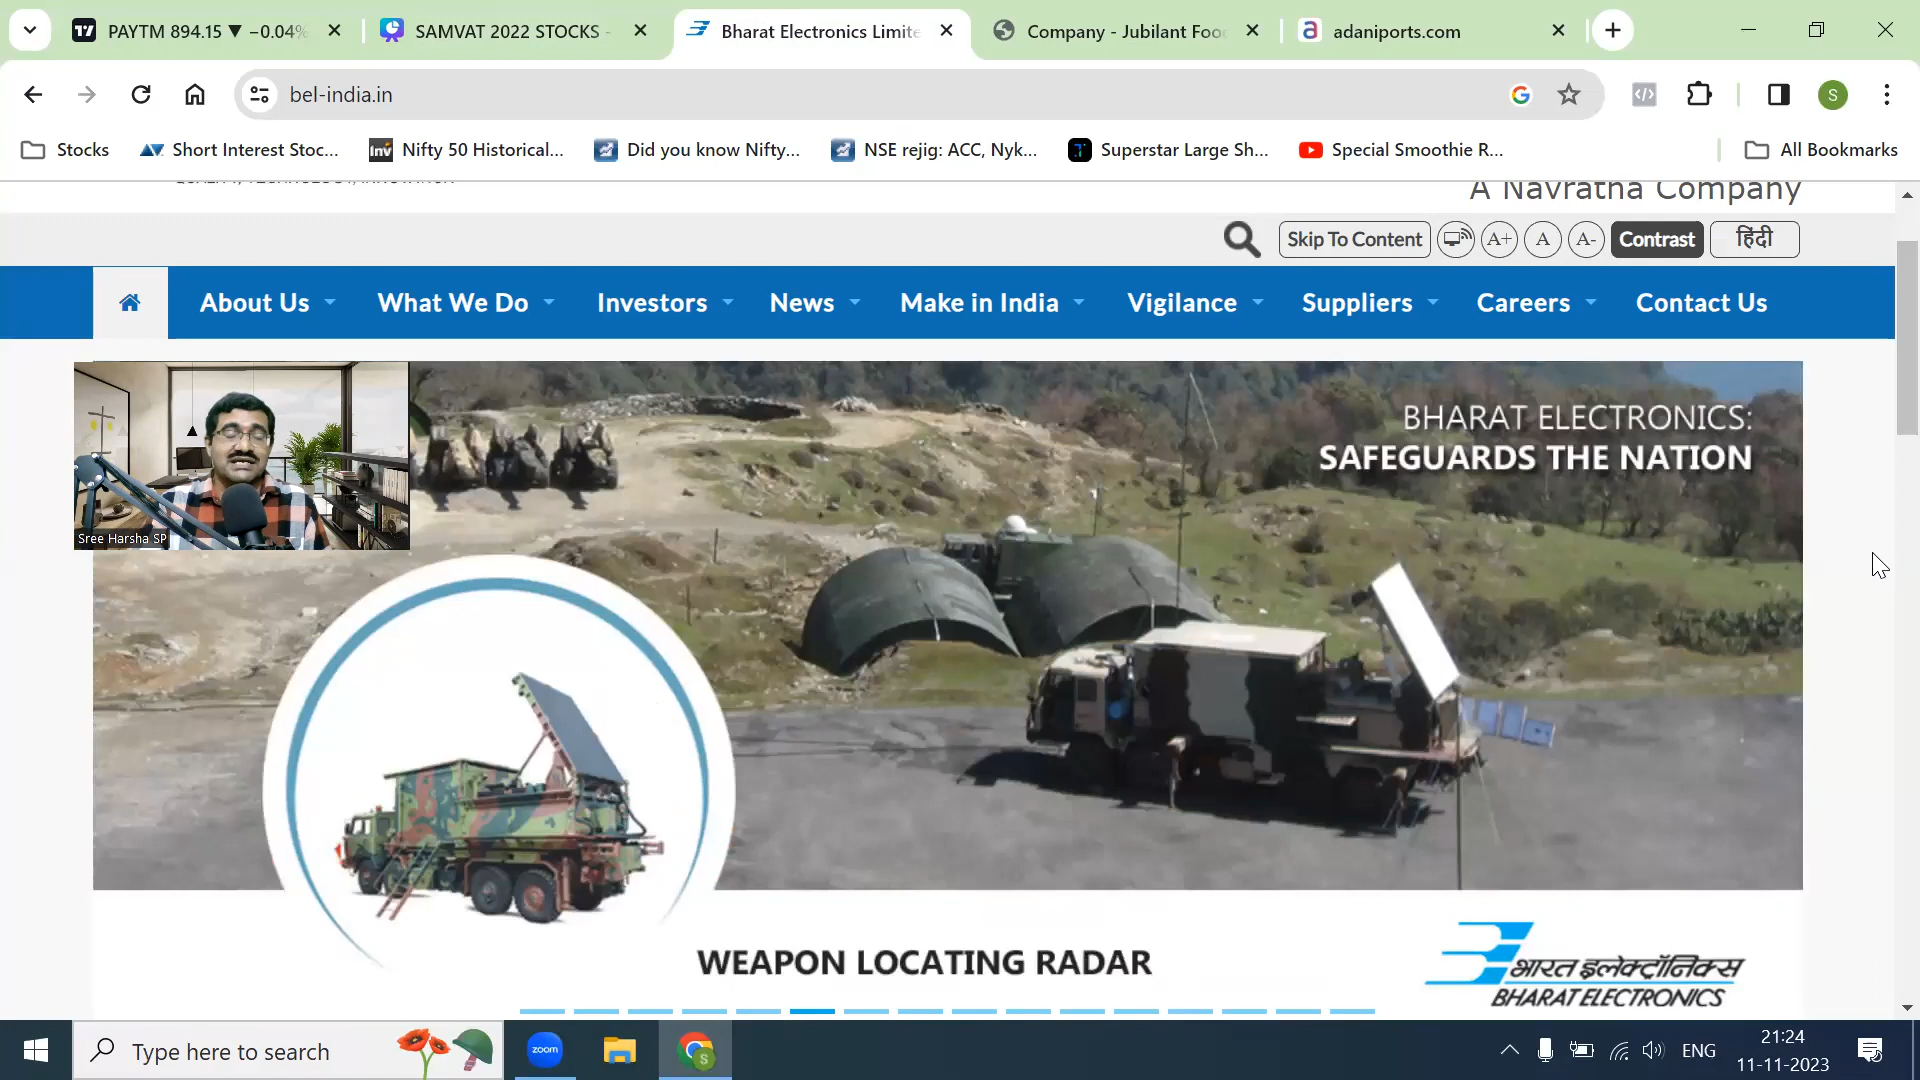 PAYTM 894.15 ▼ −0.04%
SAMVAT 2022 STOCKS -
Bharat Electronics Limite
Company - Jubilant Foo
adaniports.com
bel-india.in
S
Stocks
Short Interest Stoc...
Nifty 50 Historical...
Did you know Nifty...
NSE rejig: ACC, Nyk...
Superstar Large Sh...
Special Smoothie R...
All Bookmarks
QUALITY, TECHNOLOGY, INNOVATION
A Navratna Company
Skip To Content
A+
A
A-
Contrast
हिंदी
About Us
What We Do
Investors
News
Make in India
Vigilance
Suppliers
Careers
Contact Us
BHARAT ELECTRONICS:
SAFEGUARDS THE NATION
Sree Harsha SP
WEAPON LOCATING RADAR
भारत इलेक्ट्रॉनिक्स
BHARAT ELECTRONICS
Type here to search
zoom
S
ENG
21:24
11-11-2023